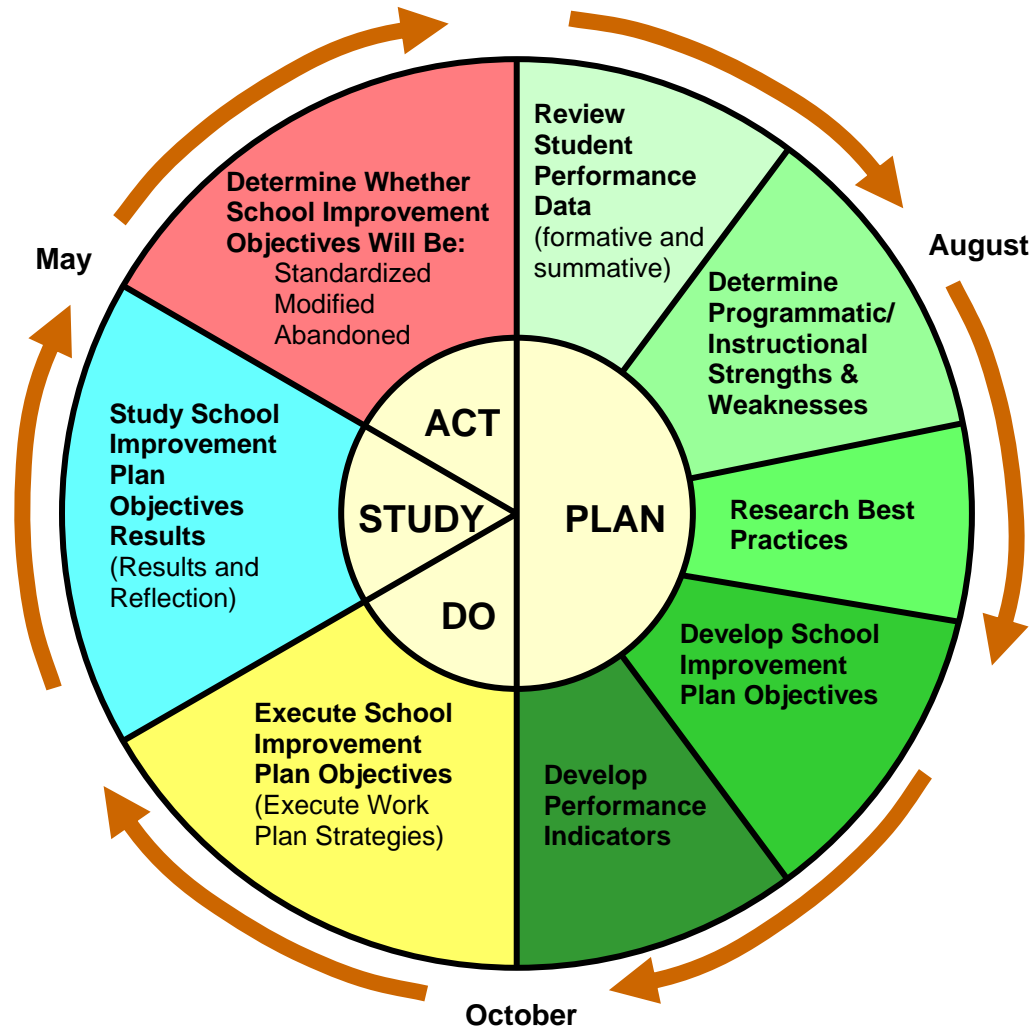 Review
Student
Performance
Data
(formative and
summative)
August
Determine
Programmatic/
Instructional
Strengths &
Weaknesses
Research Best
Practices
Develop School
Improvement
Plan Objectives
Develop
Performance
Indicators
October
Execute School
Improvement
Plan Objectives
(Execute Work
Plan Strategies)
Study School
Improvement
Plan
Objectives
Results
(Results and
Reflection)
May
Determine Whether
School Improvement
Objectives Will Be:
Standardized
Modified
Abandoned
ACT
STUDY
PLAN
DO